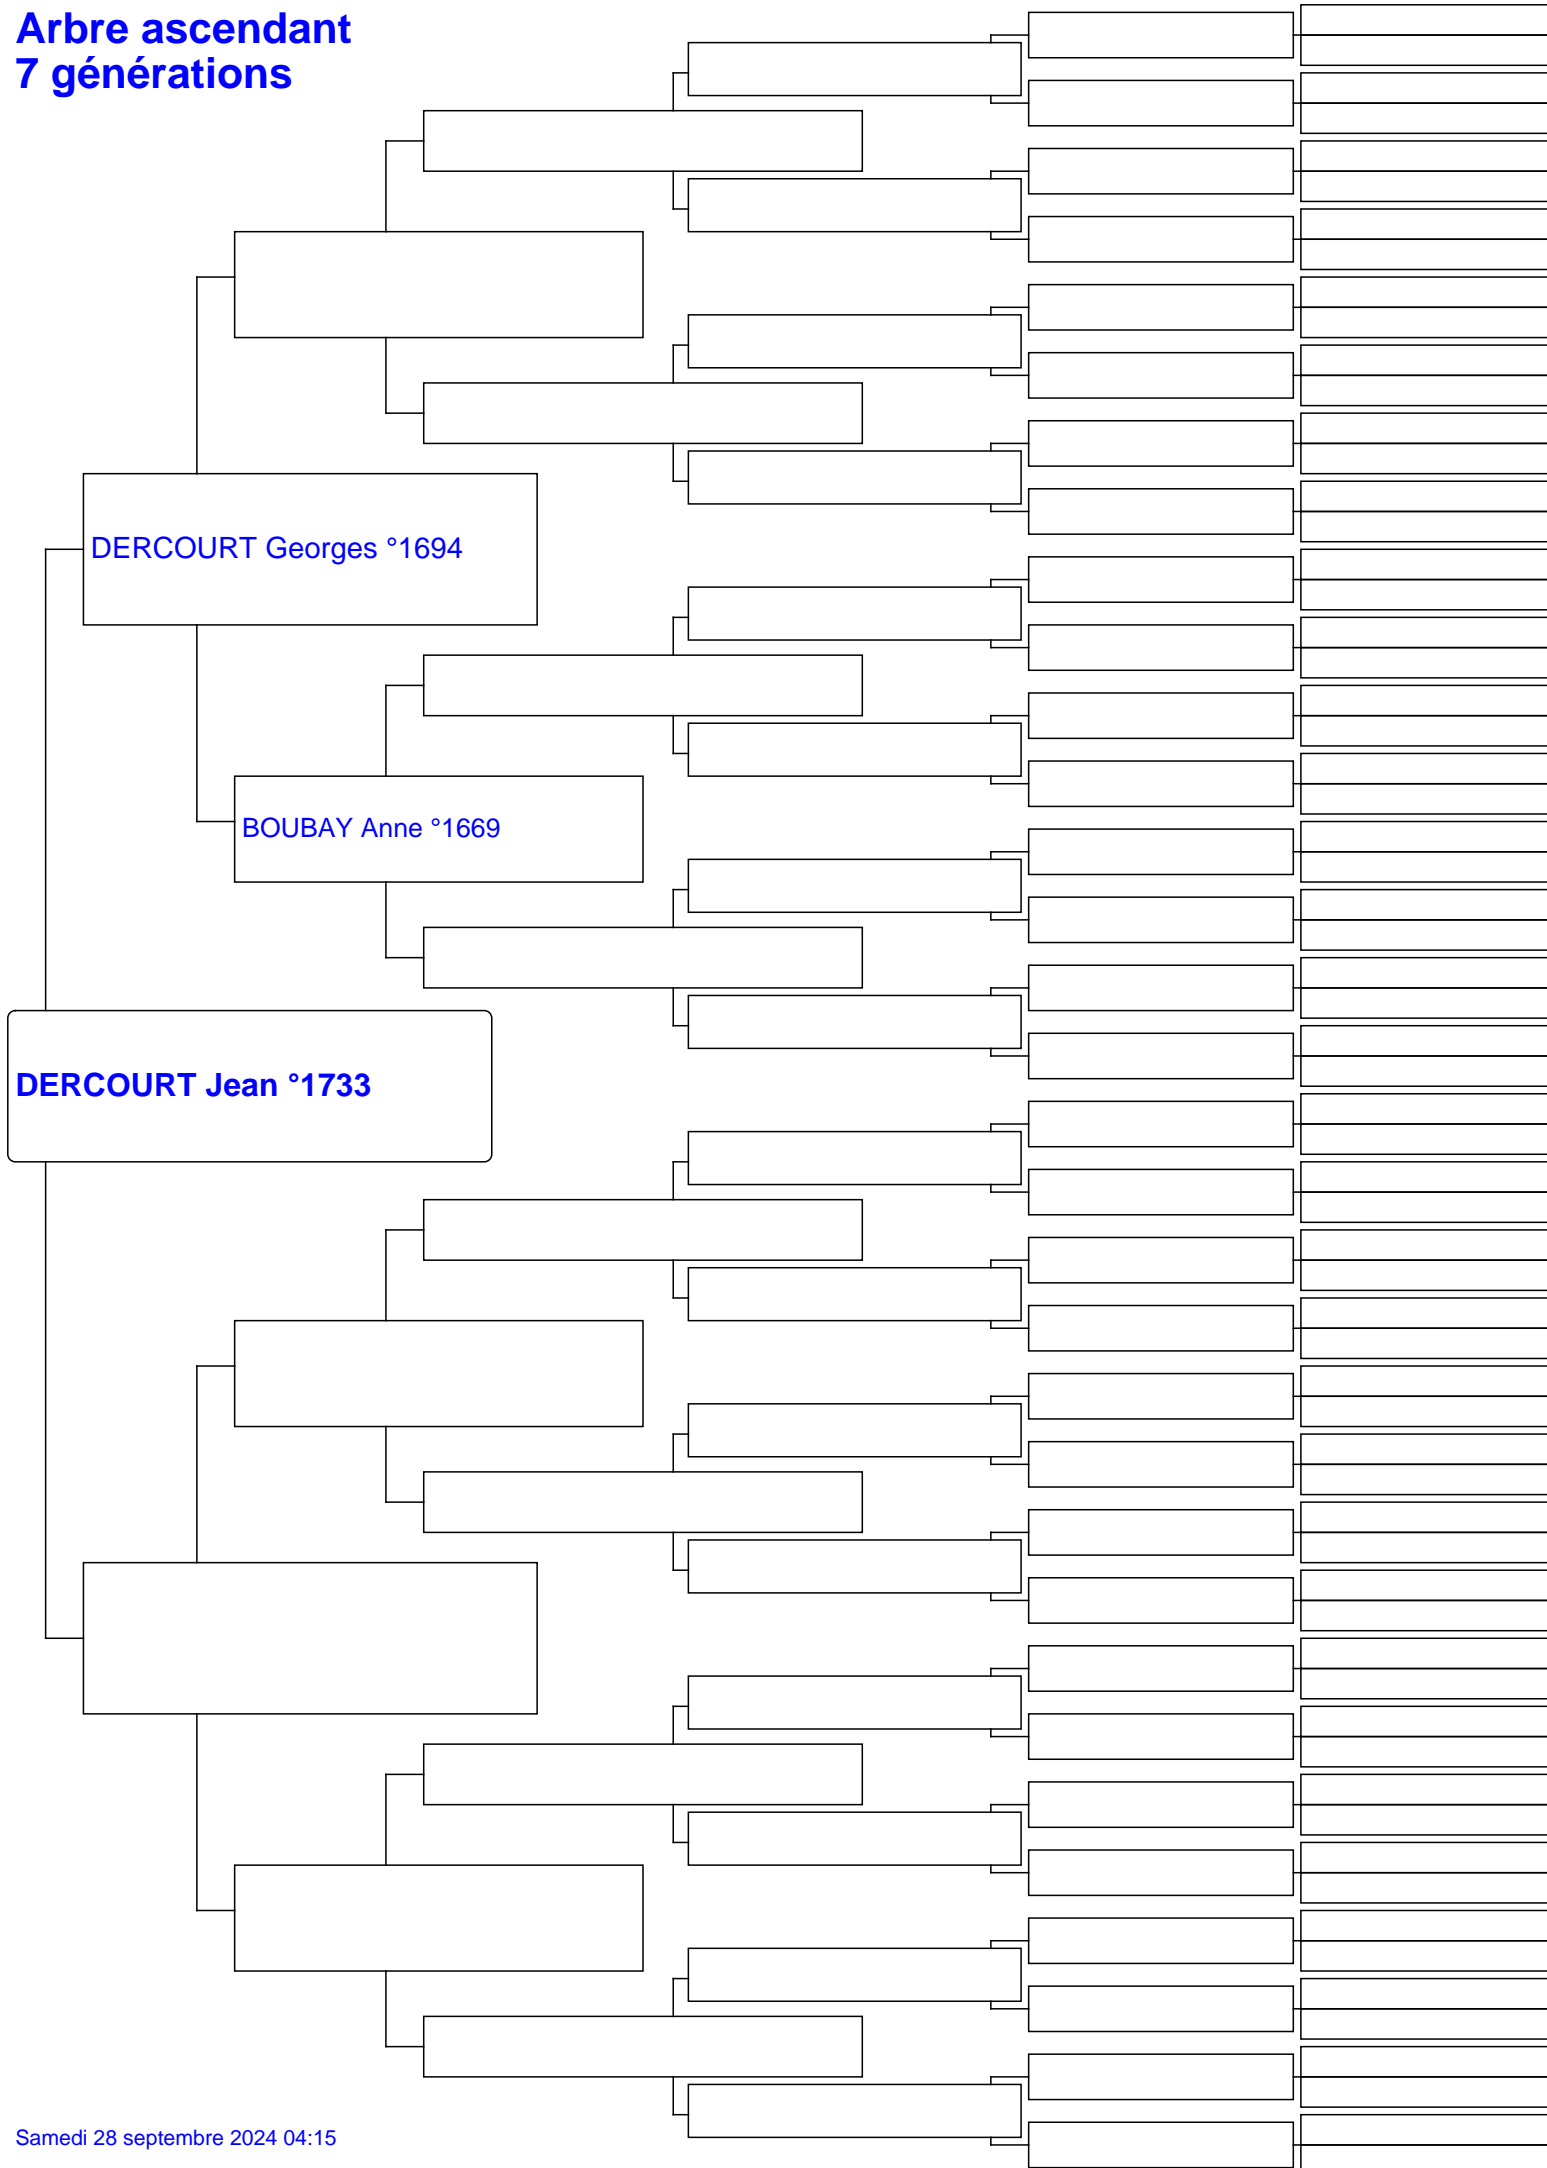 Arbre ascendant
7 générations
DERCOURT Georges °1694
BOUBAY Anne °1669
DERCOURT Jean °1733
Samedi 28 septembre 2024 04:15